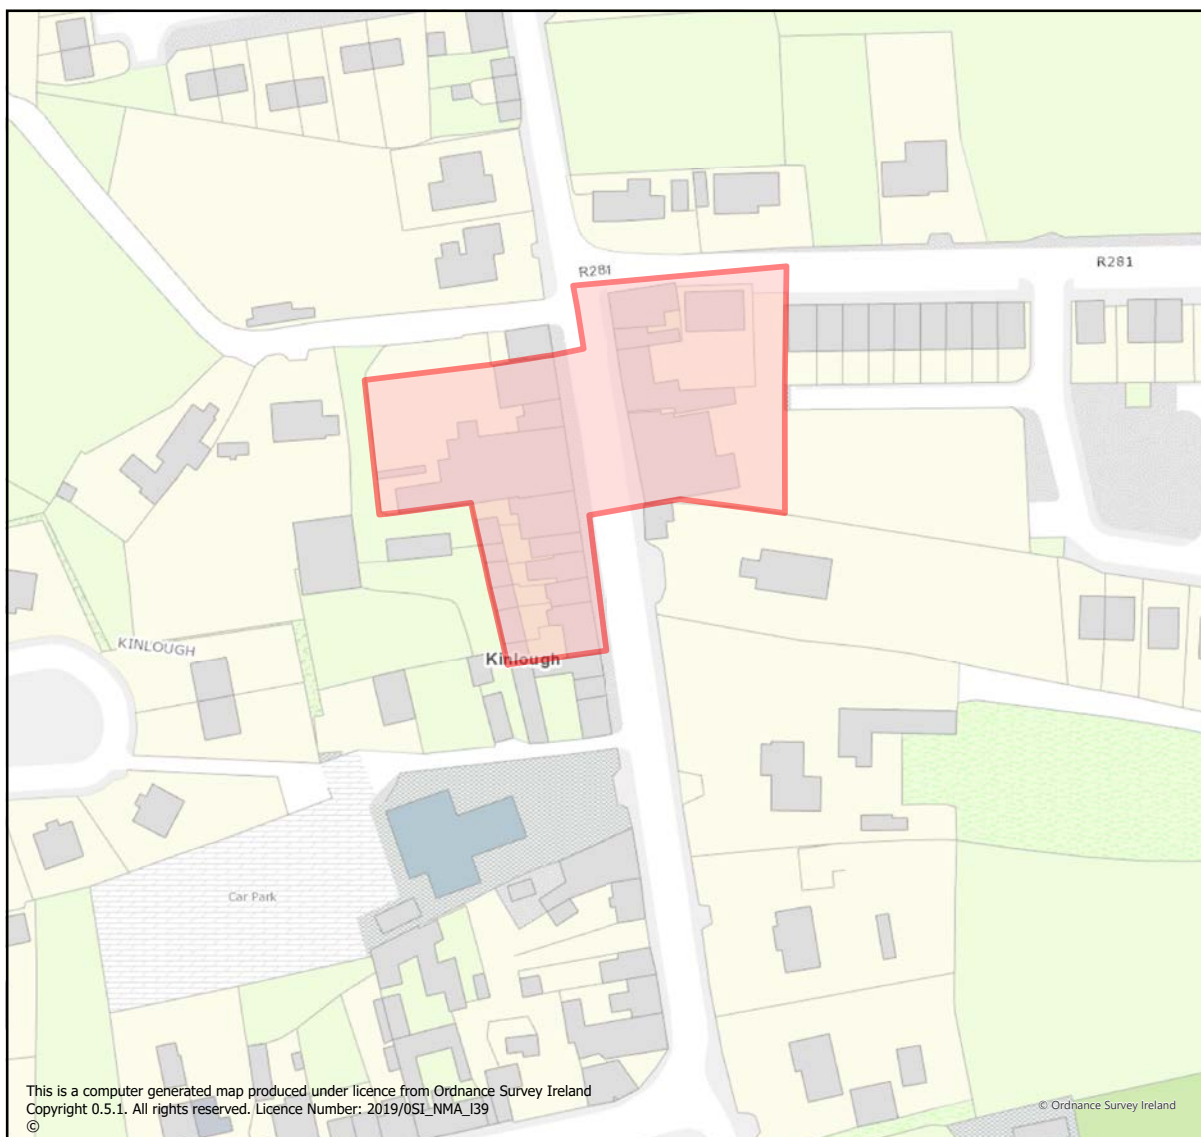 R281
R281
KINLOUGH
Kinlough
Car Park
This is a computer generated map produced under licence from Ordnance Survey Ireland
Copyright 0.5.1. All rights reserved. Licence Number: 2019/0SI_NMA_l39
©
© Ordnance Survey Ireland